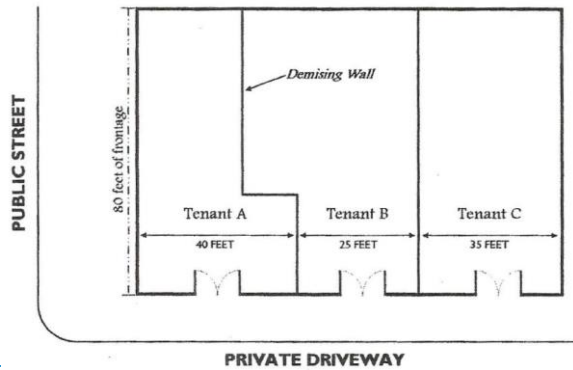 PUBLIC STREET
80 feet of frontage
Demising Wall
Tenant A
Tenant B
Tenant C
40 FEET
25 FEET
35 FEET
PRIVATE DRIVEWAY